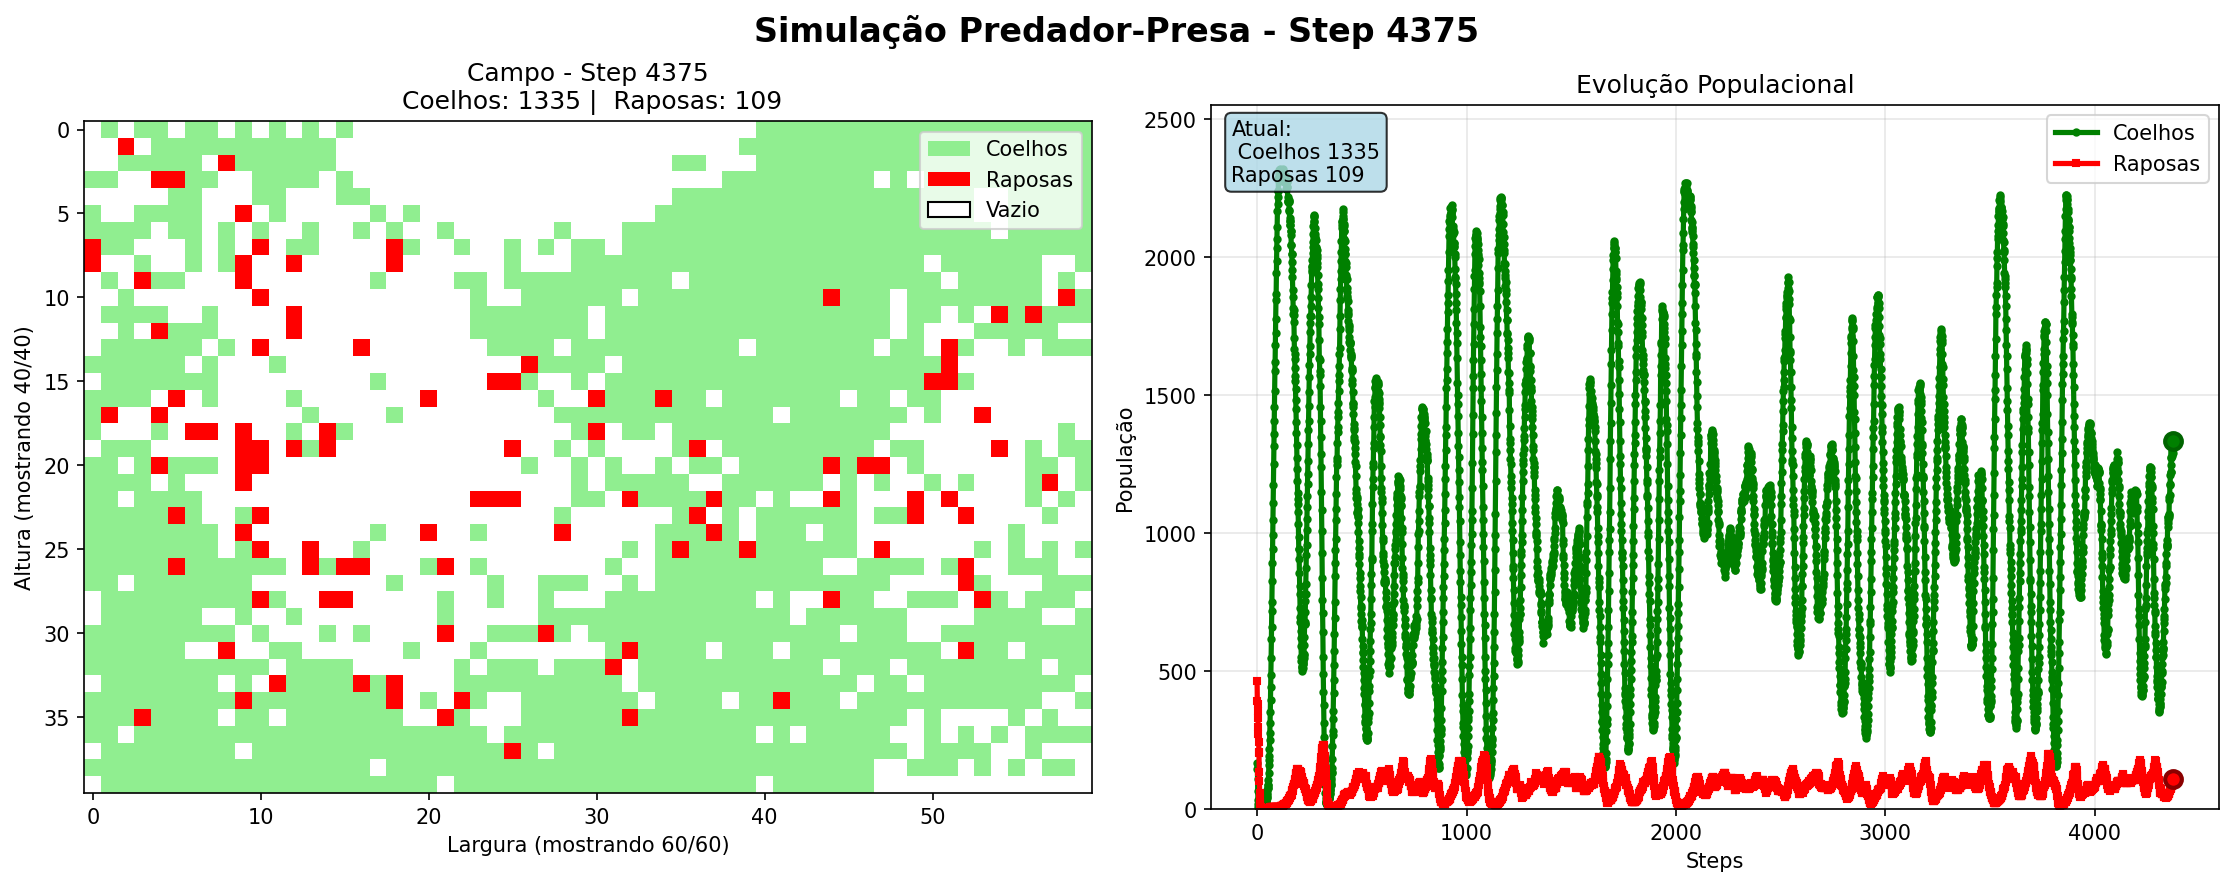 Simulação Predador-Presa - Step 4375
Campo - Step 4375
Coelhos: 1335 |  Raposas: 109
Altura (mostrando 40/40)
0
5
10
15
20
25
30
35
0
10
20
30
40
50
Largura (mostrando 60/60)
Coelhos
Raposas
Vazio
Evolução Populacional
População
2500
2000
1500
1000
500
0
0
1000
2000
3000
4000
Steps
Atual:
Coelhos 1335
Raposas 109
Coelhos
Raposas